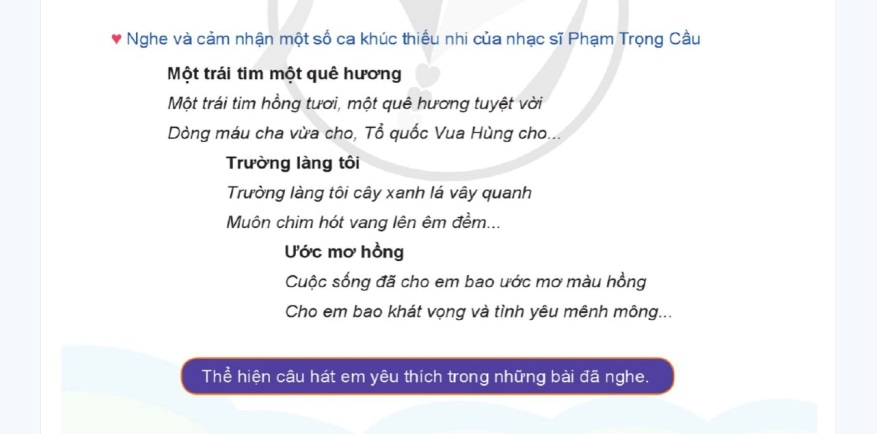 ♥ Nghe và cảm nhận một số ca khúc thiếu nhi của nhạc sĩ Phạm Trọng Cầu
Một trái tim một quê hương
Một trái tim hồng tươi, một quê hương tuyệt vời
Dòng máu cha vừa cho, Tổ quốc Vua Hùng cho...
Trường làng tôi
Trường làng tôi cây xanh lá vây quanh
Muôn chim hót vang lên êm đềm...
Ước mơ hồng
Cuộc sống đã cho em bao ước mơ màu hồng
Cho em bao khát vọng và tình yêu mênh mông...
Thể hiện câu hát em yêu thích trong những bài đã nghe.